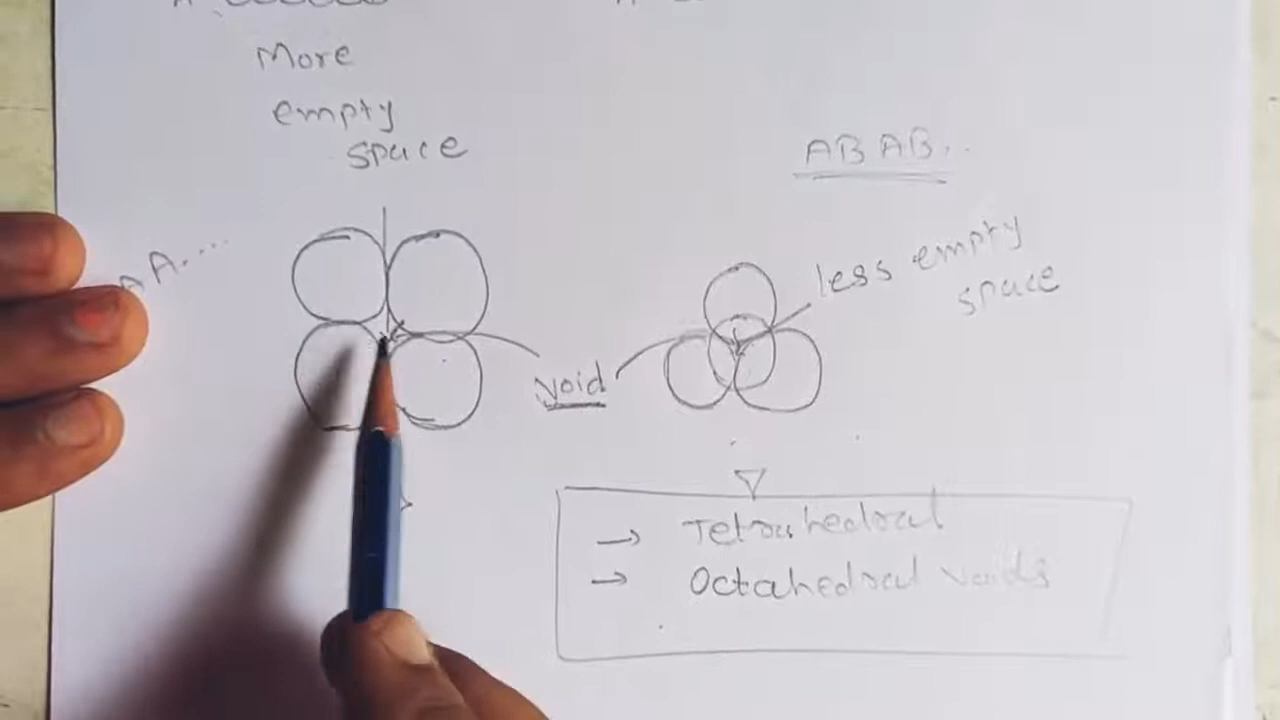 More
empty
space
ABAB..
AA....
less empty
space
void
→ Tetrahedral
→ Octahedral voids